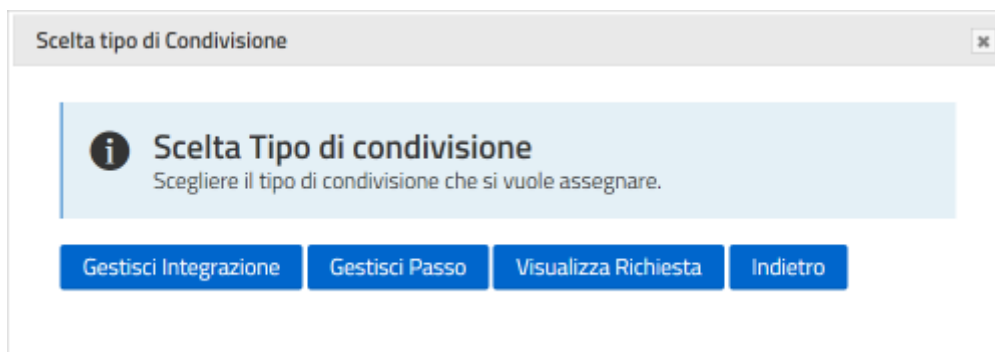 Scelta tipo di Condivisione
Scelta Tipo di condivisione
Scegliere il tipo di condivisione che si vuole assegnare.
Gestisci Integrazione Gestisci Passo Visualizza Richiesta Indietro